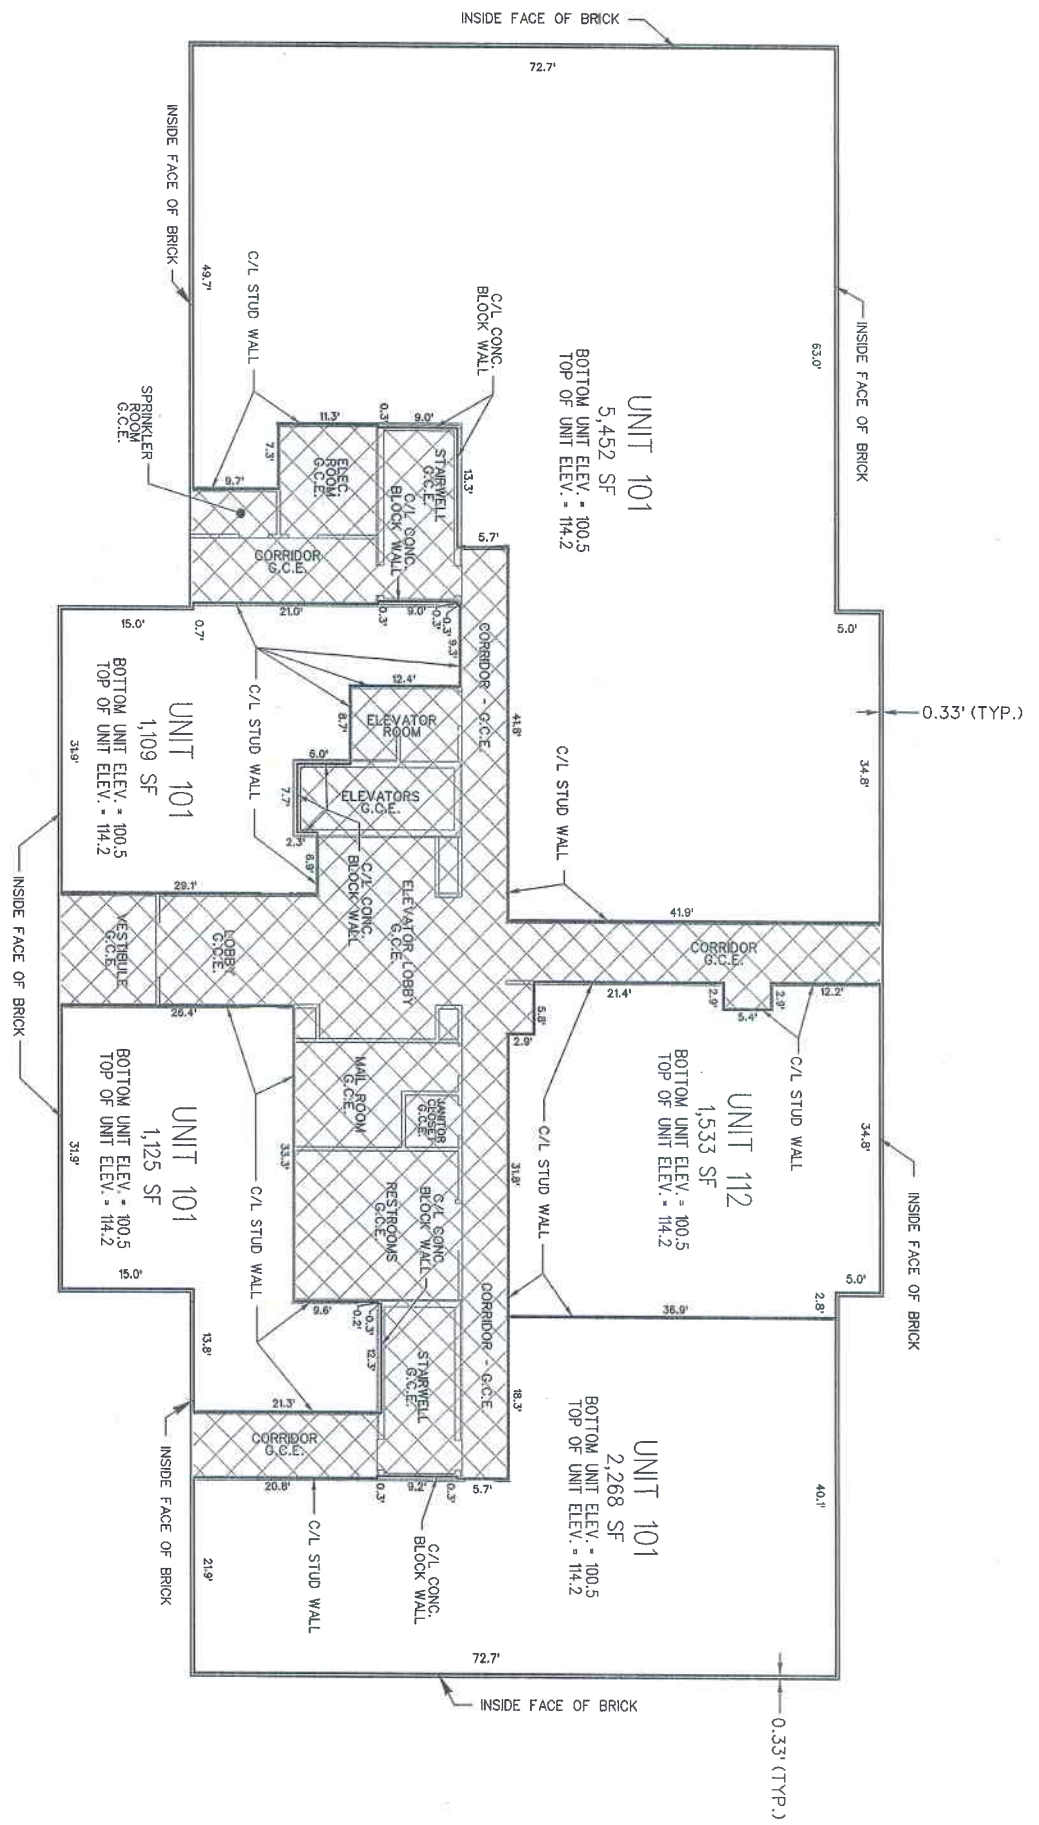 INSIDE FACE OF BRICK
72.7'
INSIDE FACE OF BRICK
49.7'
C/L STUD WALL
C/L CONC.
BLOCK WALL
63.0'
INSIDE FACE OF BRICK
UNIT 101
5,452 SF
BOTTOM UNIT ELEV. = 100.5
TOP OF UNIT ELEV. = 114.2
SPRINKLER
ROOM
G.C.E.
11.3'
0.3'
9.0'
7.3'
9.7'
13.3'
5.7'
ELEC.
ROOM
G.C.E.
STAIRWELL
G.C.E.
C/L CONC.
BLOCK WALL
CORRIDOR
G.C.E.
15.0'
0.7'
21.0'
0.3'
9.0'
0.3'
0.3'
9.3'
5.0'
CORRIDOR - G.C.E.
12.4'
C/L STUD WALL
UNIT 101
1,109 SF
BOTTOM UNIT ELEV. = 100.5
TOP OF UNIT ELEV. = 114.2
31.9'
8.7'
ELEVATOR
ROOM
41.8'
0.33' (TYP.)
34.8'
6.0'
ELEVATORS
G.C.E.
7.7'
2.3'
6.9'
C/L STUD WALL
C/L CONC.
BLOCK WALL
29.1'
41.9'
INSIDE FACE OF BRICK
VESTIBULE
G.C.E.
LOBBY
G.C.E.
ELEVATOR LOBBY
G.C.E.
CORRIDOR
G.C.E.
26.4'
21.4'
2.9'
5.4'
2.9'
12.2'
5.8'
2.9'
C/L STUD WALL
MAIL ROOM
G.C.E.
JANITOR
CLOSET
G.C.E.
UNIT 112
1,533 SF
BOTTOM UNIT ELEV. = 100.5
TOP OF UNIT ELEV. = 114.2
34.8'
UNIT 101
1,125 SF
BOTTOM UNIT ELEV. = 100.5
TOP OF UNIT ELEV. = 114.2
31.9'
33.3'
31.8'
C/L STUD WALL
C/L STUD WALL
RESTROOMS
G.C.E.
C/L CONC.
BLOCK WALL
INSIDE FACE OF BRICK
15.0'
5.0'
2.8'
9.6'
0.2'
0.3'
36.9'
13.8'
12.3'
STAIRWELL
G.C.E.
CORRIDOR - G.C.E.
18.3'
21.3'
CORRIDOR
G.C.E.
INSIDE FACE OF BRICK
20.8'
0.3'
9.2'
0.3'
5.7'
C/L STUD WALL
C/L CONC.
BLOCK WALL
21.9'
UNIT 101
2,268 SF
BOTTOM UNIT ELEV. = 100.5
TOP OF UNIT ELEV. = 114.2
40.1'
72.7'
INSIDE FACE OF BRICK
0.33' (TYP.)